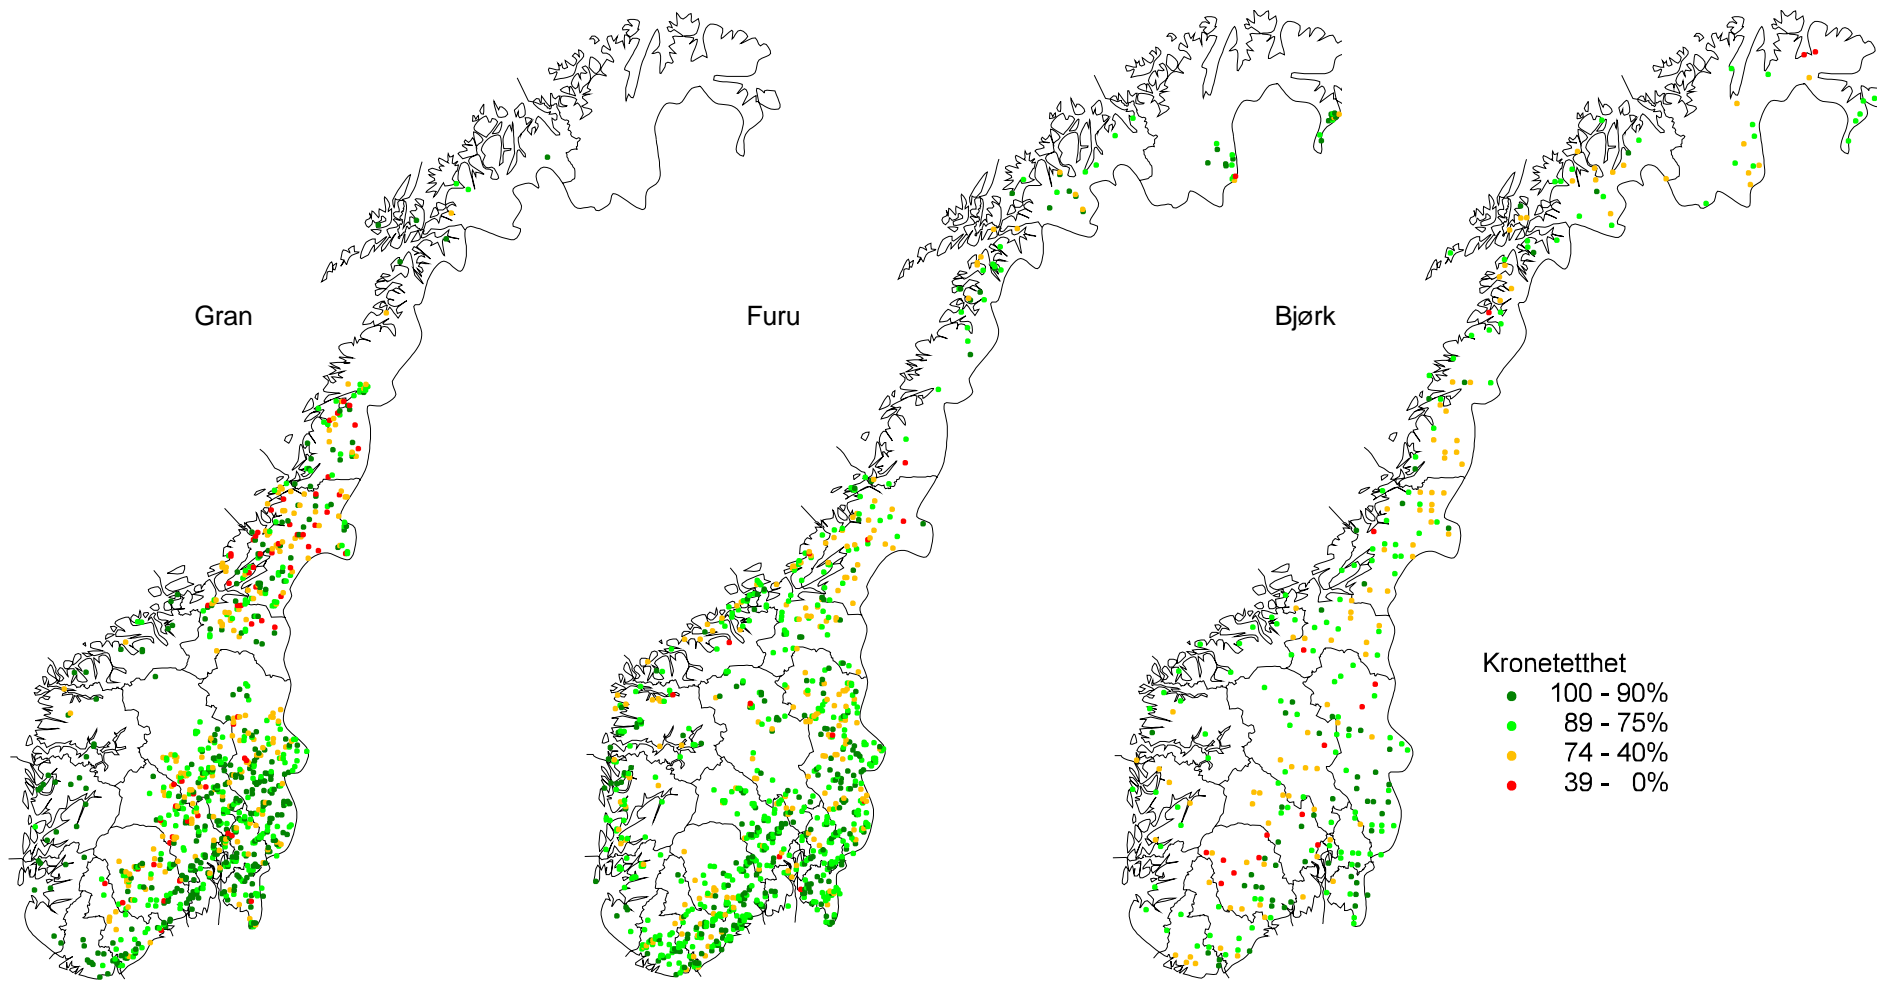 Gran
Furu
Bjørk
Kronetetthet
100 - 90%
89 - 75%
74 - 40%
39 - 0%